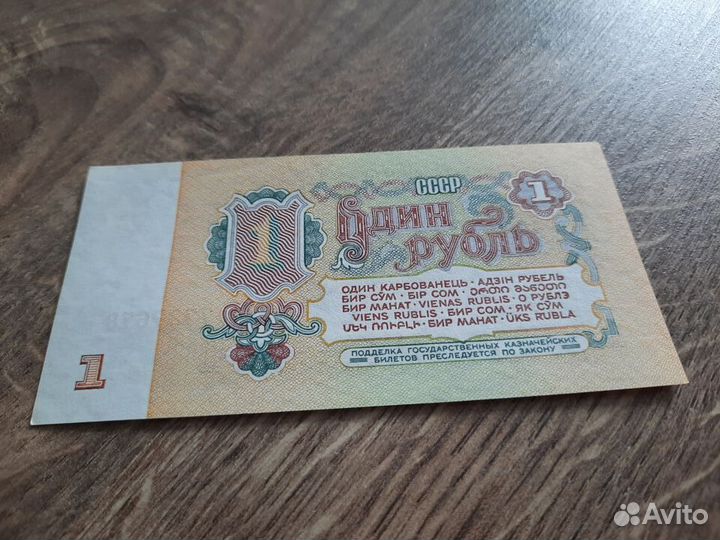 СССР
1
1
Один
рубль
ОДИН КАРБОВАНЕЦЬ · АДЗІН РУБЕЛЬ
БИР СЎМ · БІР СОМ · ᲔᲠᲗᲘ ᲛᲐᲜᲔᲗᲘ
БИР МАНАТ · VIENAS RUBLIS · О РУБЛЭ
VIENS RUBLIS · БИР СОМ · ЯК СӮМ
ՄԵԿ ՌՈՒԲԼԻ · БИР МАНАТ · ÜKS RUBLA
ПОДДЕЛКА ГОСУДАРСТВЕННЫХ КАЗНАЧЕЙСКИХ
БИЛЕТОВ ПРЕСЛЕДУЕТСЯ ПО ЗАКОНУ
1
Avito